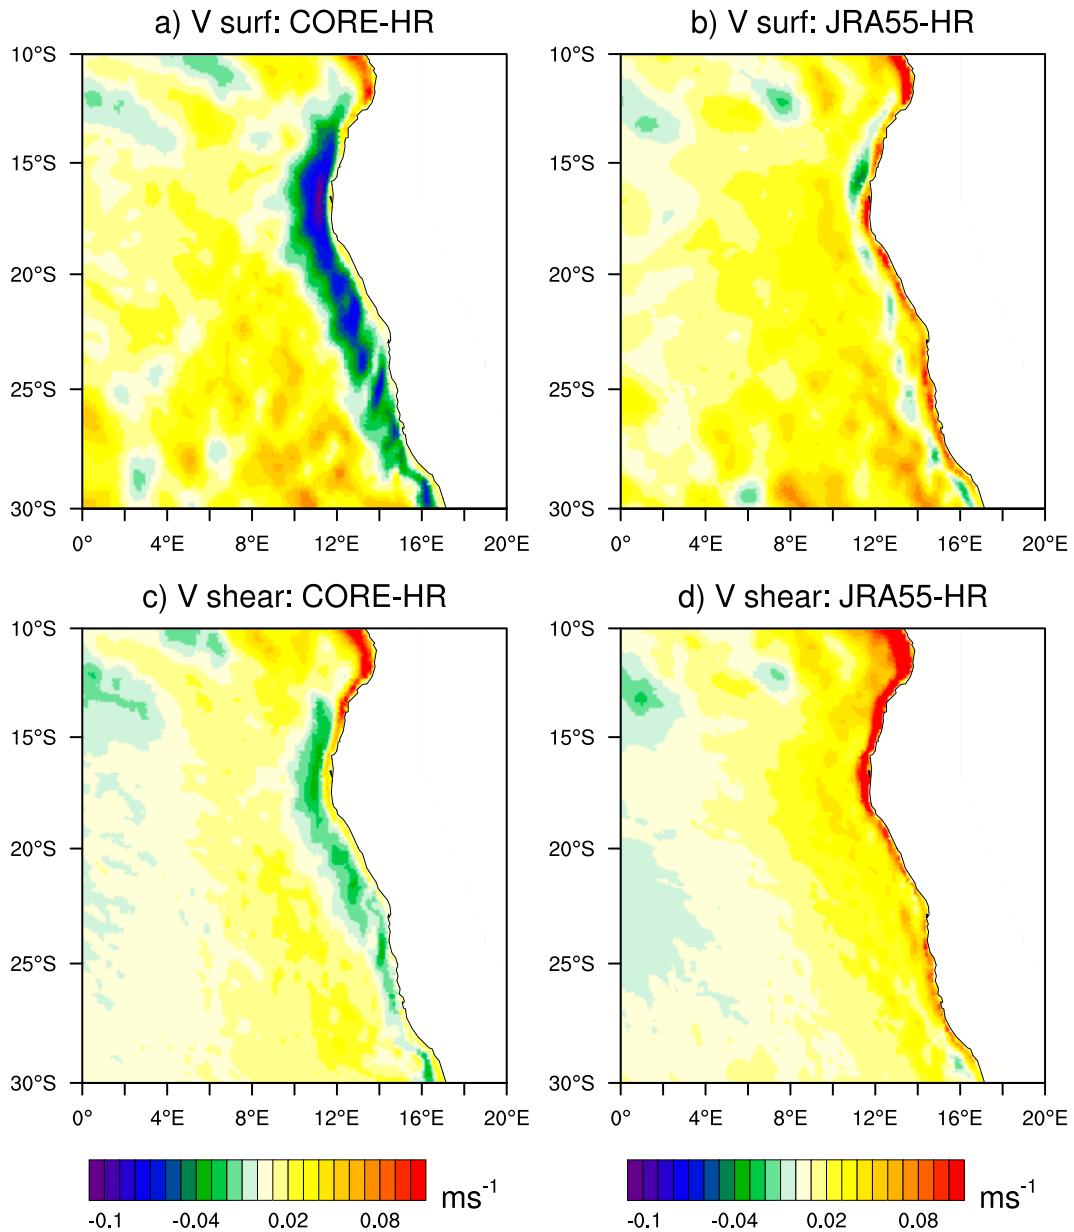 a) V surf: CORE-HR
b) V surf: JRA55-HR
10°S
15°S
20°S
25°S
30°S
0° 4°E 8°E 12°E 16°E 20°E
10°S
15°S
20°S
25°S
30°S
0° 4°E 8°E 12°E 16°E 20°E
c) V shear: CORE-HR
d) V shear: JRA55-HR
10°S
15°S
20°S
25°S
30°S
0° 4°E 8°E 12°E 16°E 20°E
10°S
15°S
20°S
25°S
30°S
0° 4°E 8°E 12°E 16°E 20°E
-0.1 -0.04 0.02 0.08 ms⁻¹
-0.1 -0.04 0.02 0.08 ms⁻¹